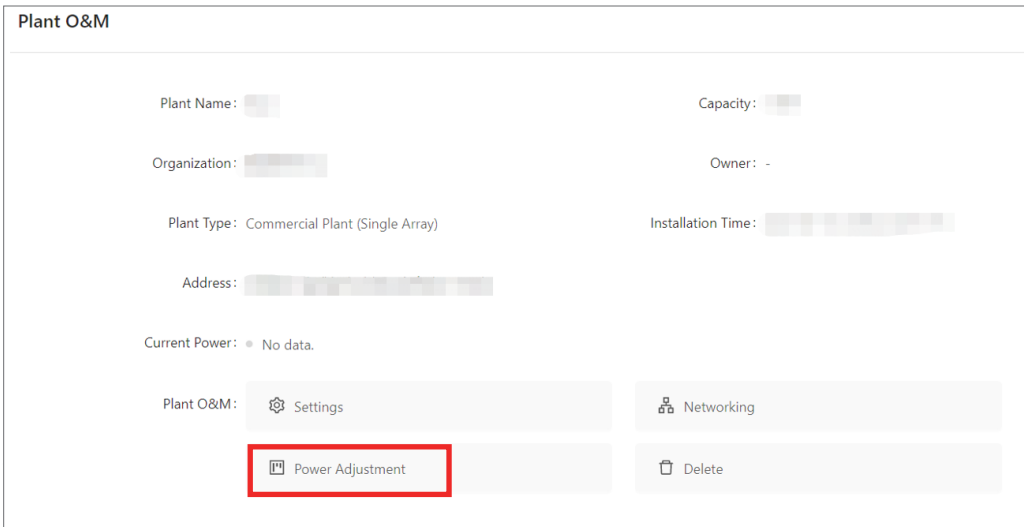 Plant O&M
Plant Name:
Capacity:
Organization:
Owner: -
Plant Type: Commercial Plant (Single Array)
Installation Time:
Address:
Current Power: No data.
Plant O&M: Settings Networking
Power Adjustment Delete